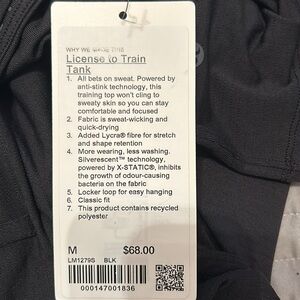 WHY WE MADE THIS
License to Train
Tank
1. All bets on sweat. Powered by
anti-stink technology, this
training top won't cling to
sweaty skin so you can stay
comfortable and focused
2. Fabric is sweat-wicking and
quick-drying
3. Added Lycra® fibre for stretch
and shape retention
4. More wearing, less washing.
Silverescent™ technology,
powered by X-STATIC®, inhibits
the growth of odour-causing
bacteria on the fabric
5. Locker loop for easy hanging
6. Classic fit
7. This product contains recycled
polyester
M $68.00
LM1279S BLK
000147001836